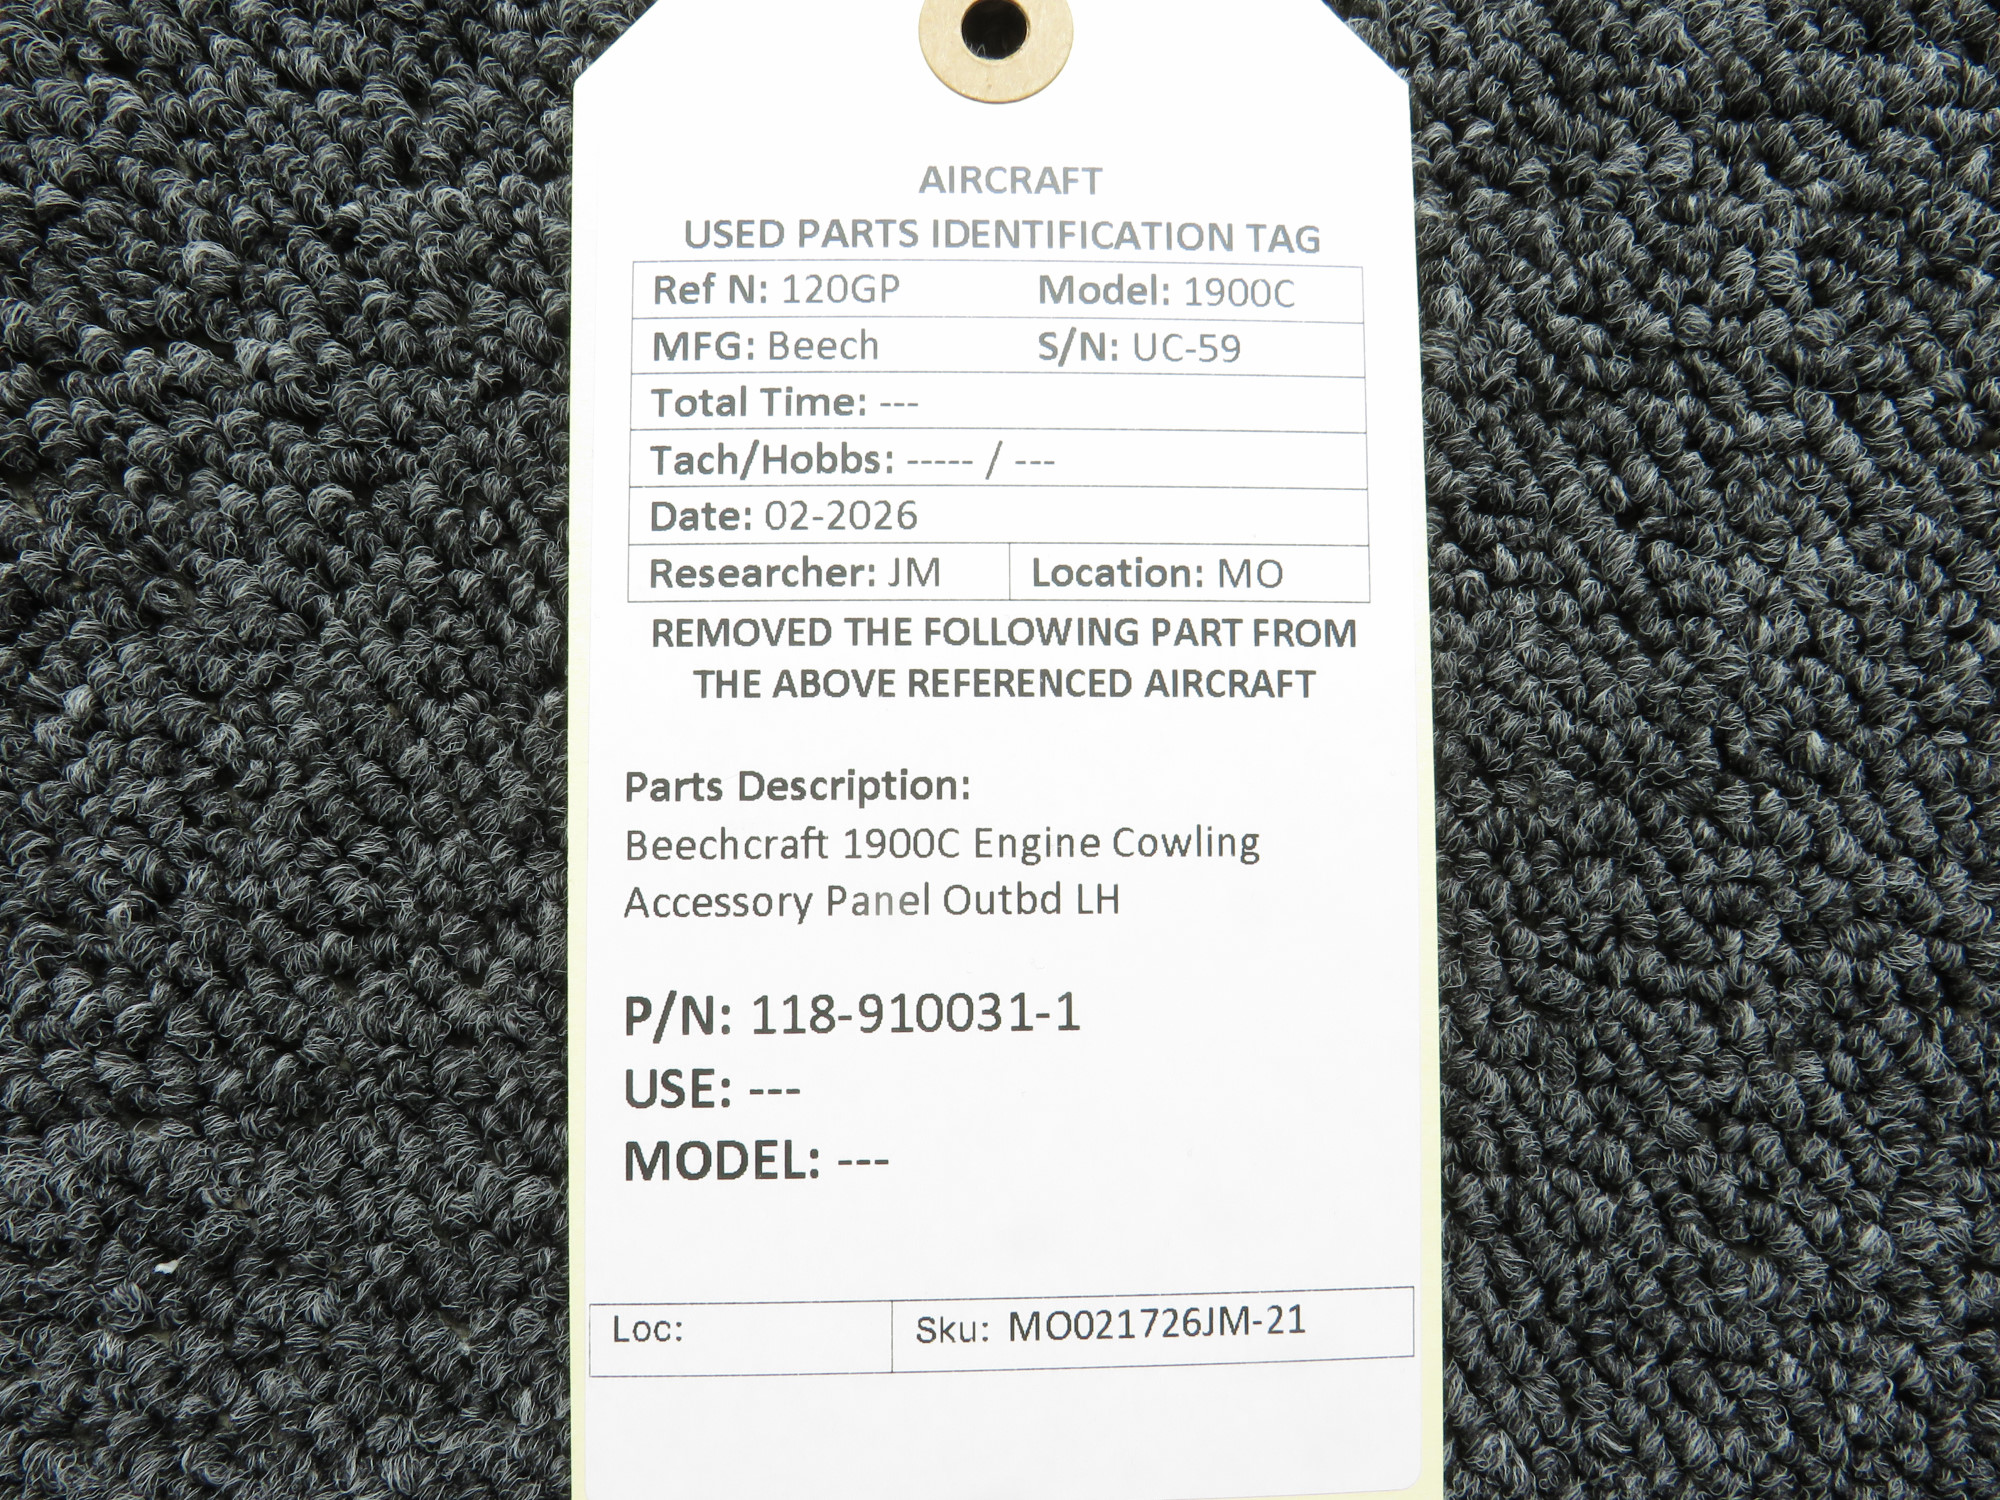 AIRCRAFT
USED PARTS IDENTIFICATION TAG
Ref N: 120GP Model: 1900C
MFG: Beech S/N: UC-59
Total Time: ---
Tach/Hobbs: ----- / ---
Date: 02-2026
Researcher: JM Location: MO
REMOVED THE FOLLOWING PART FROM
THE ABOVE REFERENCED AIRCRAFT
Parts Description:
Beechcraft 1900C Engine Cowling
Accessory Panel Outbd LH
P/N: 118-910031-1
USE: ---
MODEL: ---
Loc: Sku: MO021726JM-21